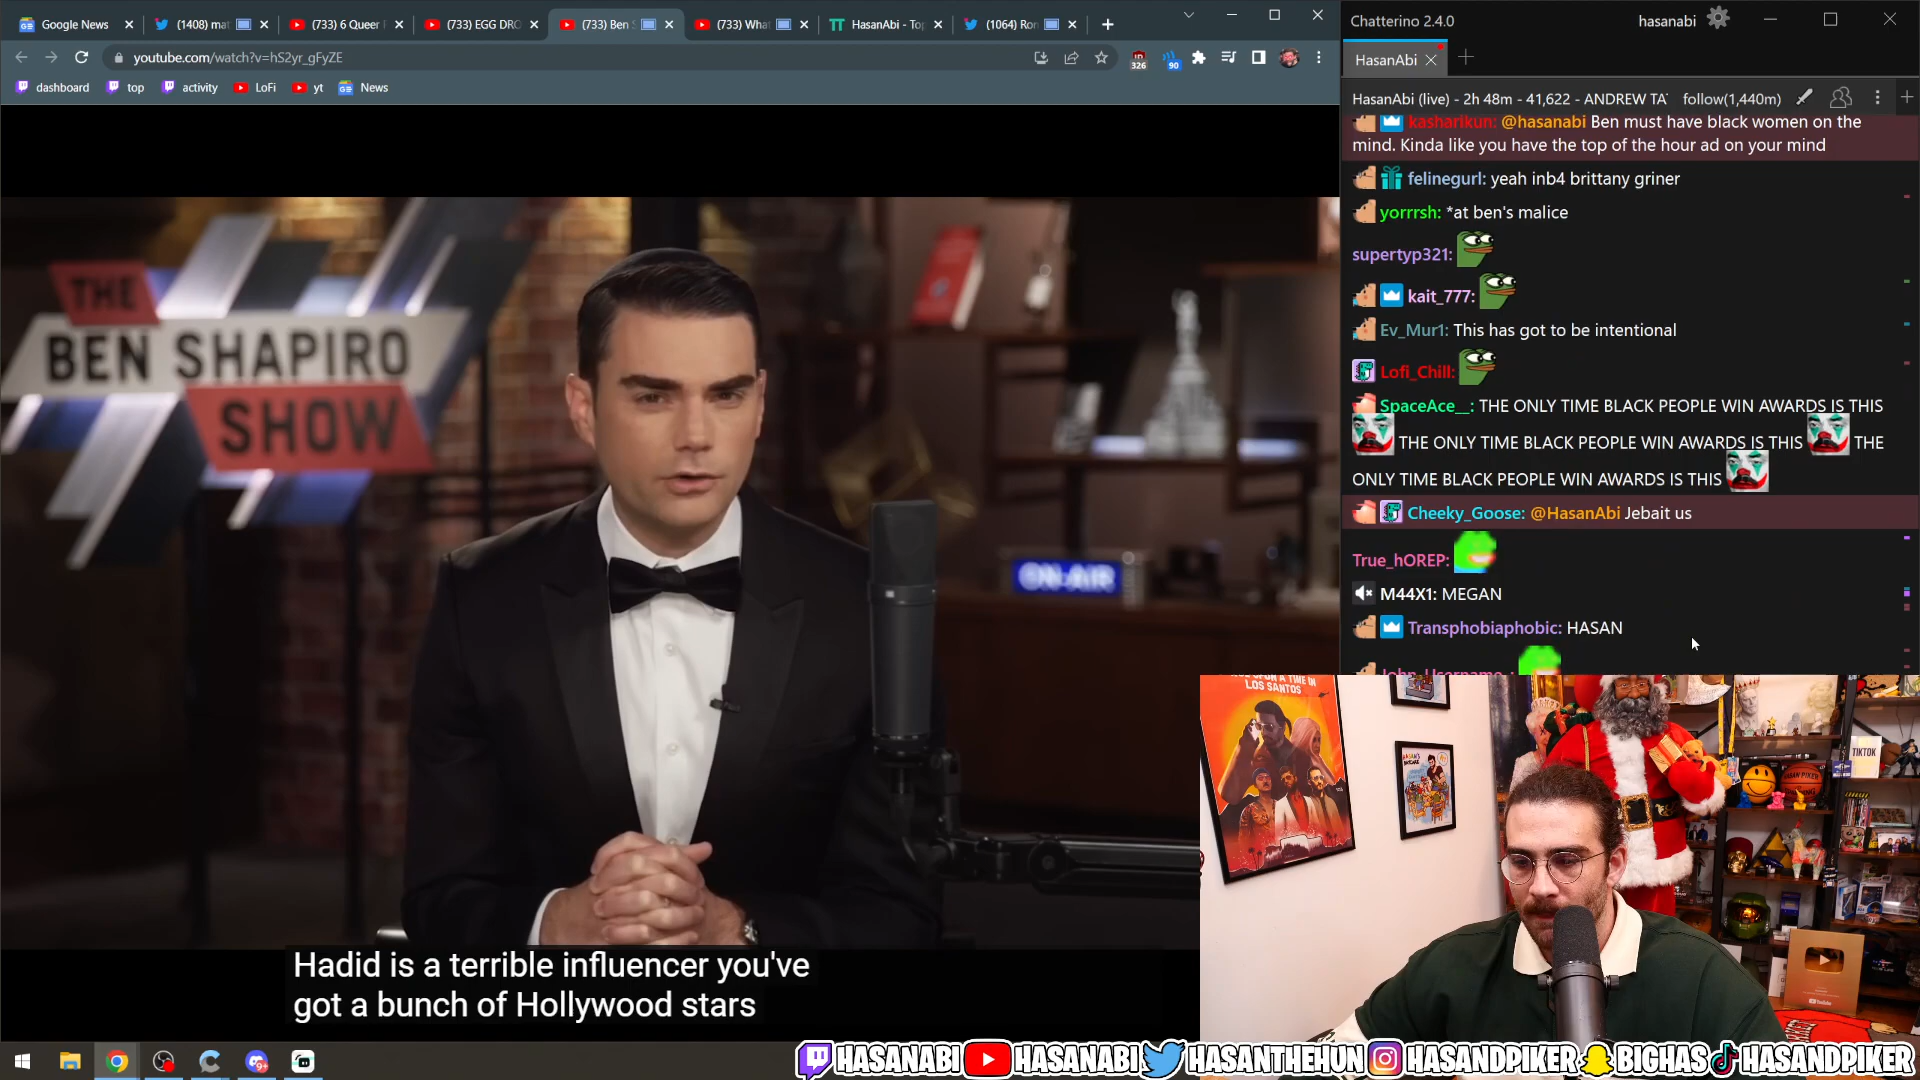 Google News
(1408) ma
(733) 6 Queer
(733) EGG DRO
(733) Ben S
(733) Wha
HasanAbi - To
(1064) Ron
youtube.com/watch?v=hS2yr_gFyZE
326
90
dashboard
top
activity
LoFi
yt
News
THE
BEN SHAPIRO
SHOW
ON-AIR
Hadid is a terrible influencer you've
got a bunch of Hollywood stars
Chatterino 2.4.0
hasanabi
HasanAbi
HasanAbi (live) - 2h 48m - 41,622 - ANDREW TA
follow(1,440m)
kasharikun: @hasanabi Ben must have black women on the
mind. Kinda like you have the top of the hour ad on your mind
felinegurl: yeah inb4 brittany griner
yorrrsh: *at ben's malice
supertyp321:
kait_777:
Ev_Mur1: This has got to be intentional
Lofi_Chill:
SpaceAce__: THE ONLY TIME BLACK PEOPLE WIN AWARDS IS THIS
THE ONLY TIME BLACK PEOPLE WIN AWARDS IS THIS THE
ONLY TIME BLACK PEOPLE WIN AWARDS IS THIS
Cheeky_Goose: @HasanAbi Jebait us
True_hOREP:
M44X1: MEGAN
Transphobiaphobic: HASAN
A TIME IN
LOS SANTOS
TIKTOK
HASANABI
HASANABI
HASANTHEHUN
HASANDPIKER
BIGHAS
HASANDPIKER